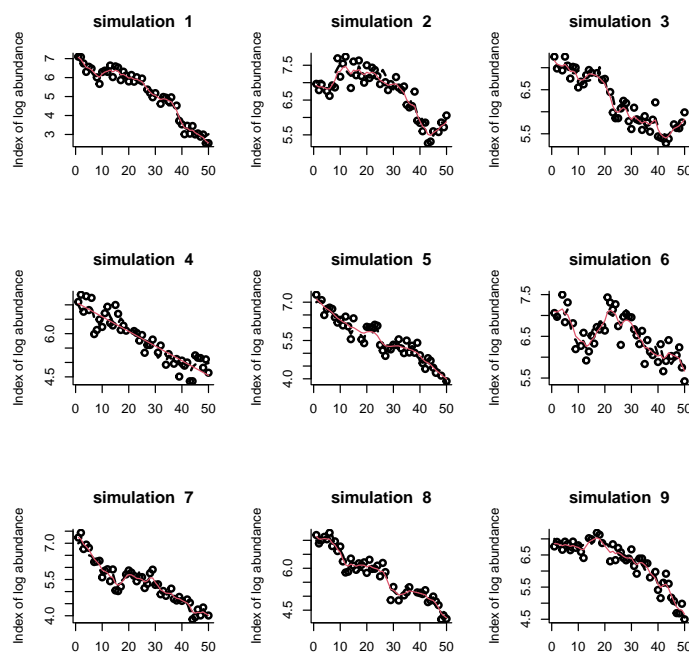 simulation 1
simulation 2
simulation 3
Index of log abundance
7
6
5
4
3
0 10 20 30 40 50
Index of log abundance
7.5
6.5
5.5
0 10 20 30 40 50
Index of log abundance
6.5
5.5
0 10 20 30 40 50
simulation 4
simulation 5
simulation 6
Index of log abundance
6.0
4.5
0 10 20 30 40 50
Index of log abundance
7.0
5.5
4.0
0 10 20 30 40 50
Index of log abundance
7.5
6.5
5.5
0 10 20 30 40 50
simulation 7
simulation 8
simulation 9
Index of log abundance
7.0
5.5
4.0
0 10 20 30 40 50
Index of log abundance
6.0
4.5
0 10 20 30 40 50
Index of log abundance
6.5
5.5
4.5
0 10 20 30 40 50